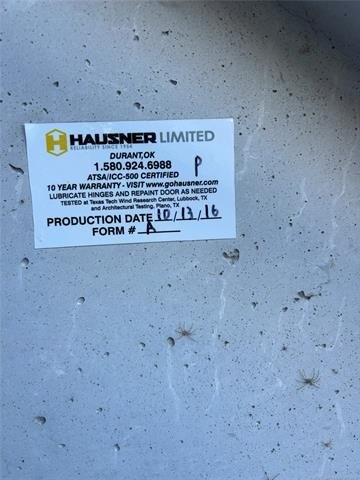 HAUSNER LIMITED
RELIABILITY SINCE 1954
DURANT,OK
1.580.924.6988
P
ATSA/ICC-500 CERTIFIED
10 YEAR WARRANTY - VISIT www.gohausner.com
LUBRICATE HINGES AND REPAINT DOOR AS NEEDED
TESTED at Texas Tech Wind Research Center, Lubbock, TX
and Architectural Testing, Plano, TX
PRODUCTION DATE 10/13/16
FORM # A